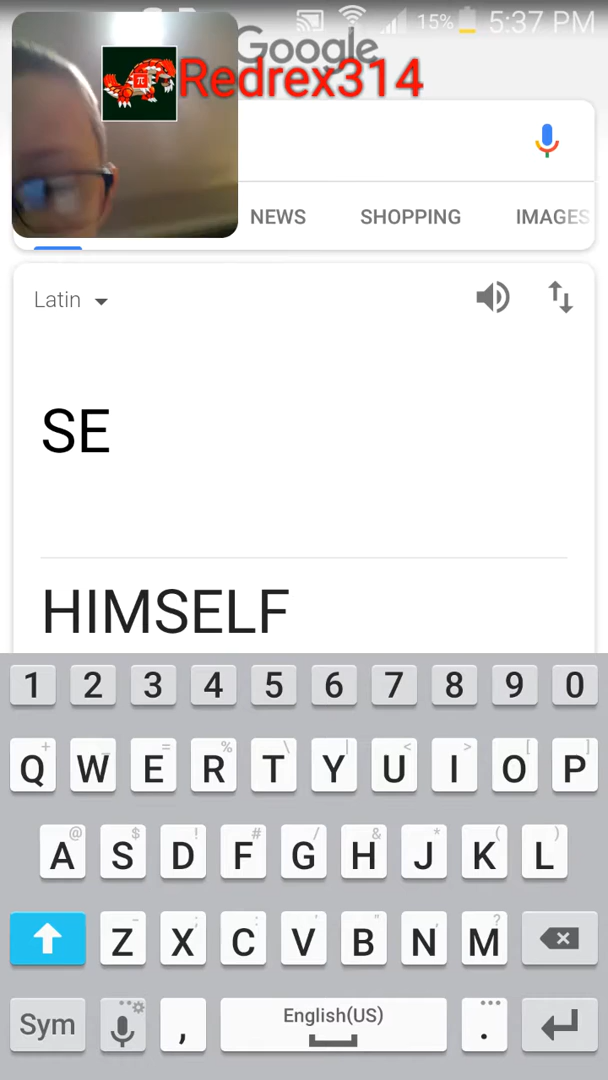 15% 5:37 PM
Google
π
Redrex314
NEWS SHOPPING IMAGES
Latin
SE
HIMSELF
1 2 3 4 5 6 7 8 9 0
+ _ = % \ | < > [ ]
Q W E R T Y U I O P
@ $ ! # / & * ( )
A S D F G H J K L
- ; : ' " , ?
Z X C V B N M
Sym , English(US) .